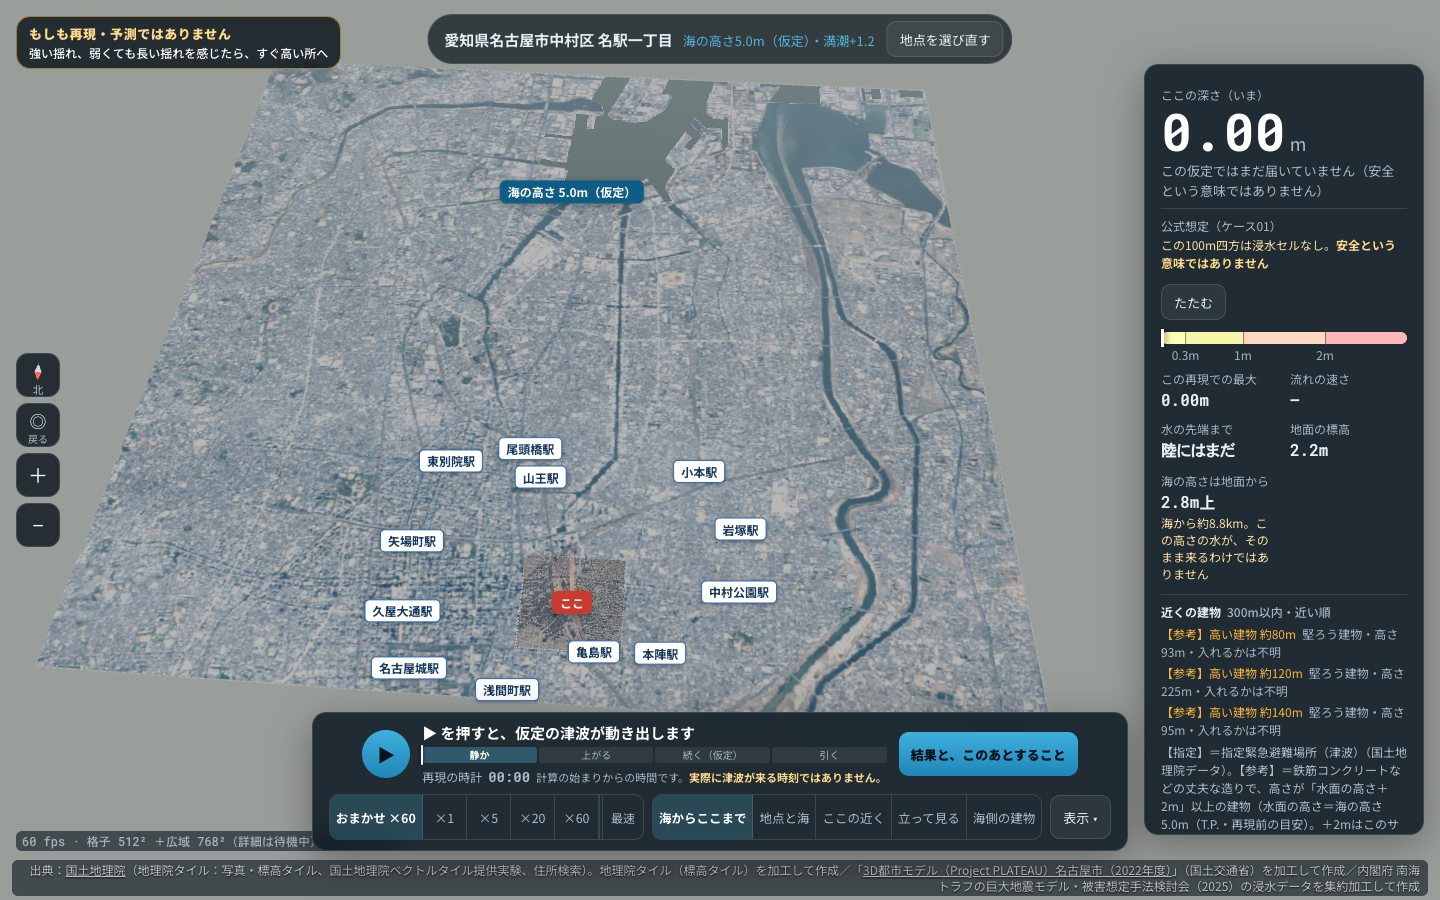 もしも再現・予測ではありません
強い揺れ、弱くても長い揺れを感じたら、すぐ高い所へ
愛知県名古屋市中村区 名駅一丁目 海の高さ5.0m（仮定）・満潮+1.2 地点を選び直す
海の高さ 5.0m（仮定）
北
戻る
＋
−
尾頭橋駅
東別院駅
山王駅
小本駅
岩塚駅
矢場町駅
中村公園駅
ここ
久屋大通駅
亀島駅
本陣駅
名古屋城駅
浅間町駅
ここの深さ（いま）
0.00 m
この仮定ではまだ届いていません（安全
という意味ではありません）
公式想定（ケース01）
この100m四方は浸水セルなし。安全という
意味ではありません
たたむ
0.3m 1m 2m
この再現での最大 流れの速さ
0.00m –
水の先端まで 地面の標高
陸にはまだ 2.2m
海の高さは地面から
2.8m上
海から約8.8km。こ
の高さの水が、その
まま来るわけではあ
りません
近くの建物 300m以内・近い順
【参考】高い建物 約80m 堅ろう建物・高さ
93m・入れるかは不明
【参考】高い建物 約120m 堅ろう建物・高さ
225m・入れるかは不明
【参考】高い建物 約140m 堅ろう建物・高さ
95m・入れるかは不明
【指定】＝指定緊急避難場所（津波）（国土地
理院データ）。【参考】＝鉄筋コンクリートな
どの丈夫な造りで、高さが「水面の高さ＋
2m」以上の建物（水面の高さ＝海の高さ
5.0m（T.P.・再現前の目安）。＋2mはこのサ
▶ を押すと、仮定の津波が動き出します
静か 上がる 続く（仮定） 引く
再現の時計 00:00 計算の始まりからの時間です。実際に津波が来る時刻ではありません。
結果と、このあとすること
おまかせ ×60 ×1 ×5 ×20 ×60 最速
海からここまで 地点と海 ここの近く 立って見る 海側の建物
表示 ▾
60 fps · 格子 512² ＋広域 768²（詳細は待機中）
出典：国土地理院（地理院タイル：写真・標高タイル、国土地理院ベクトルタイル提供実験、住所検索）。地理院タイル（標高タイル）を加工して作成／「3D都市モデル（Project PLATEAU）名古屋市（2022年度）」（国土交通省）を加工して作成／内閣府 南海
トラフの巨大地震モデル・被害想定手法検討会（2025）の浸水データを集約加工して作成